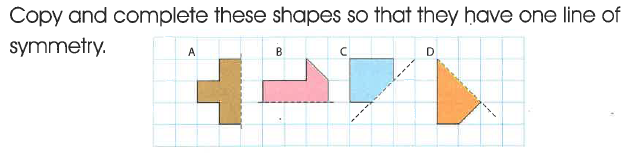 Copy and complete these shapes so that they have one line of
symmetry.
A B C D